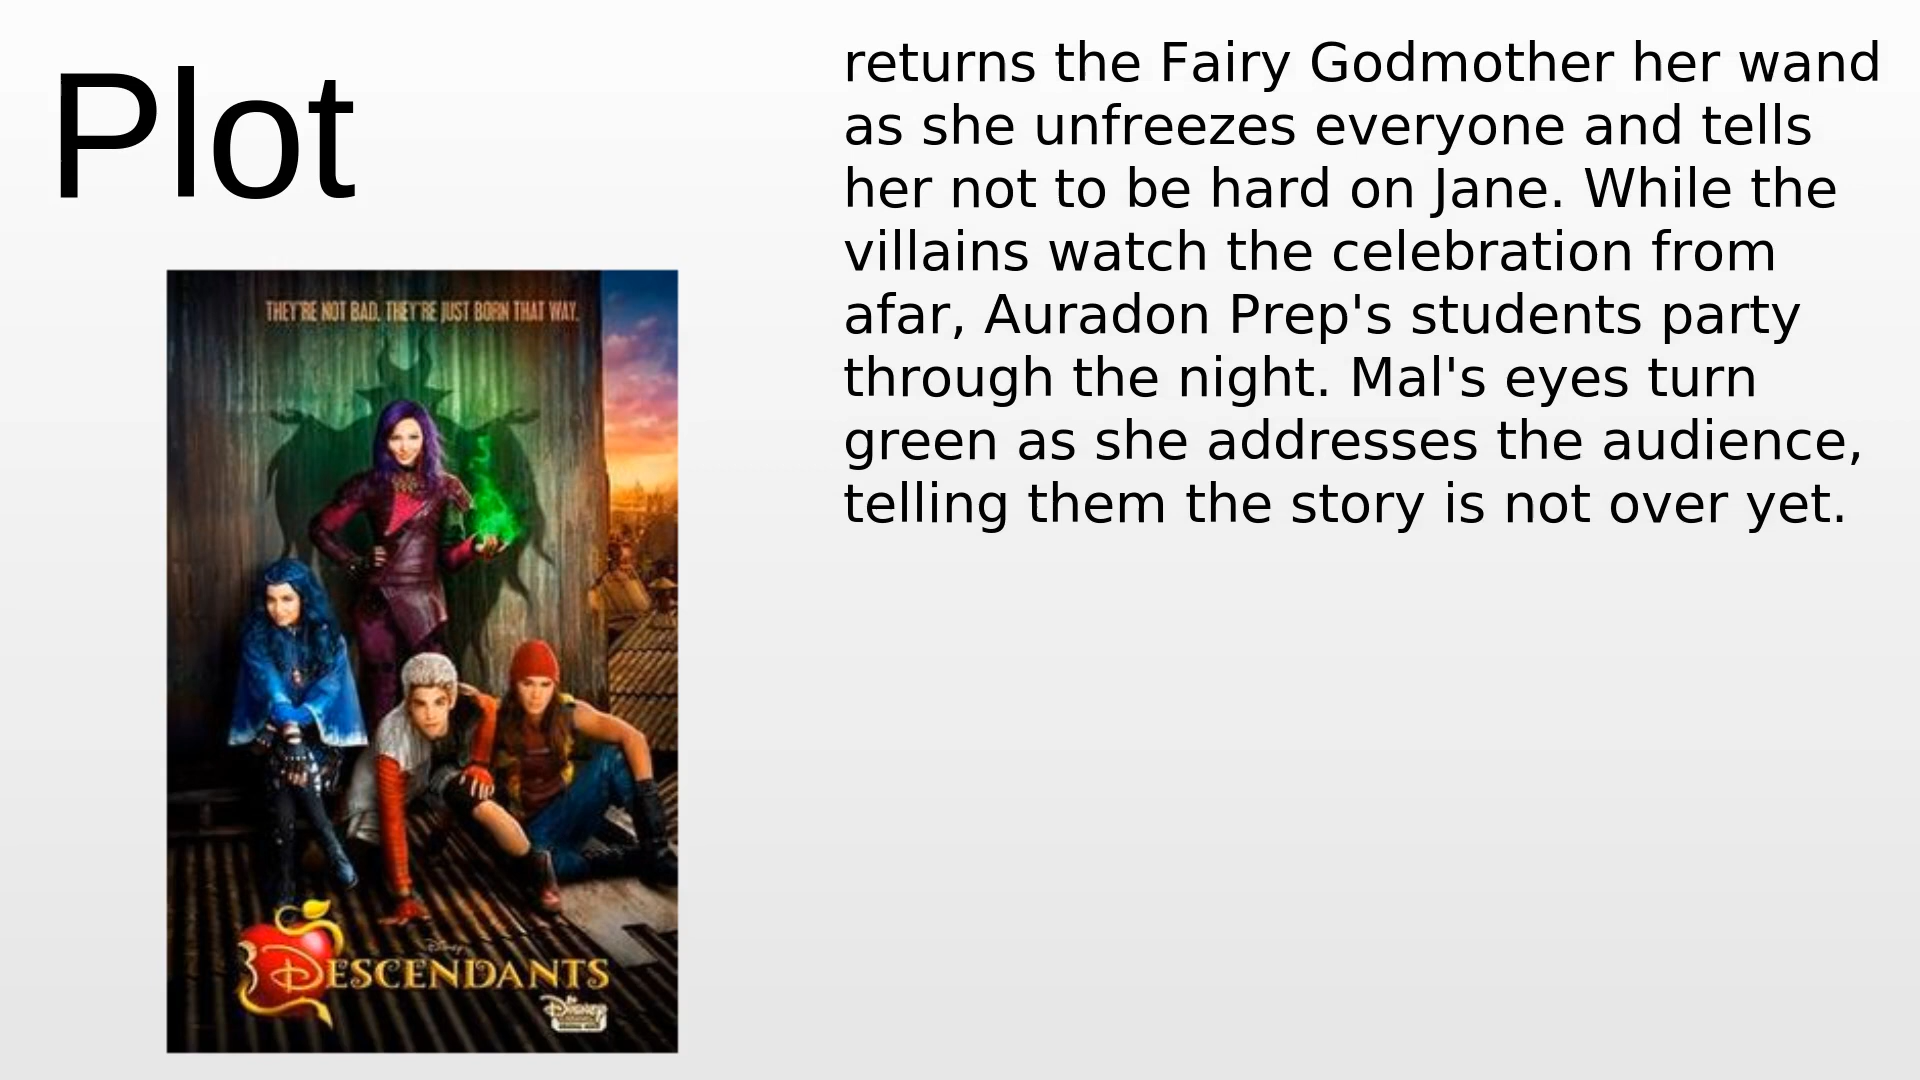 Plot
returns the Fairy Godmother her wand
as she unfreezes everyone and tells
her not to be hard on Jane. While the
villains watch the celebration from
afar, Auradon Prep's students party
through the night. Mal's eyes turn
green as she addresses the audience,
telling them the story is not over yet.
THEY'RE NOT BAD, THEY'RE JUST BORN THAT WAY.
Disney
DESCENDANTS
Disney